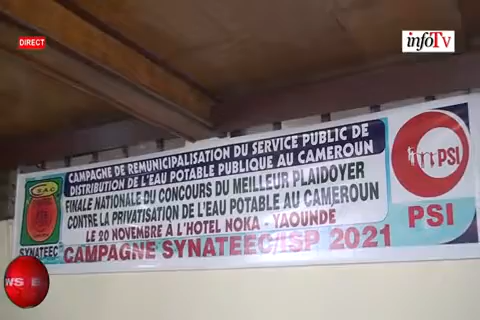 DIRECT
infoTv
CAMPAGNE DE REMUNICIPALISATION DU SERVICE PUBLIC DE
DISTRIBUTION DE L'EAU POTABLE PUBLIQUE AU CAMEROUN
FINALE NATIONALE DU CONCOURS DU MEILLEUR PLAIDOYER
CONTRE LA PRIVATISATION DE L'EAU POTABLE AU CAMEROUN
LE 20 NOVEMBRE A L'HOTEL NOKA - YAOUNDE
CAMPAGNE SYNATEEC/ISP 2021
SYNATEEC
PSI
PSI
WS